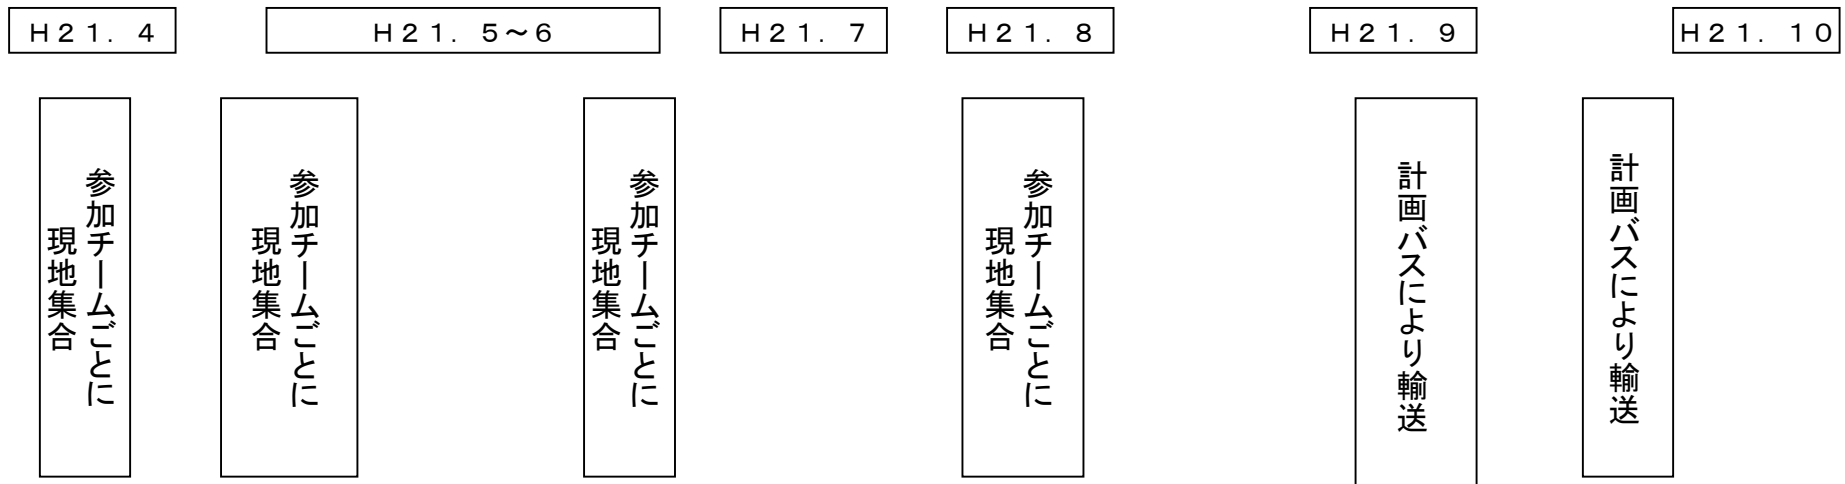 H21.4
H21.5～6
H21.7
H21.8
H21.9
H21.10
参加チームごとに
現地集合
参加チームごとに
現地集合
参加チームごとに
現地集合
参加チームごとに
現地集合
計画バスにより輸送
計画バスにより輸送